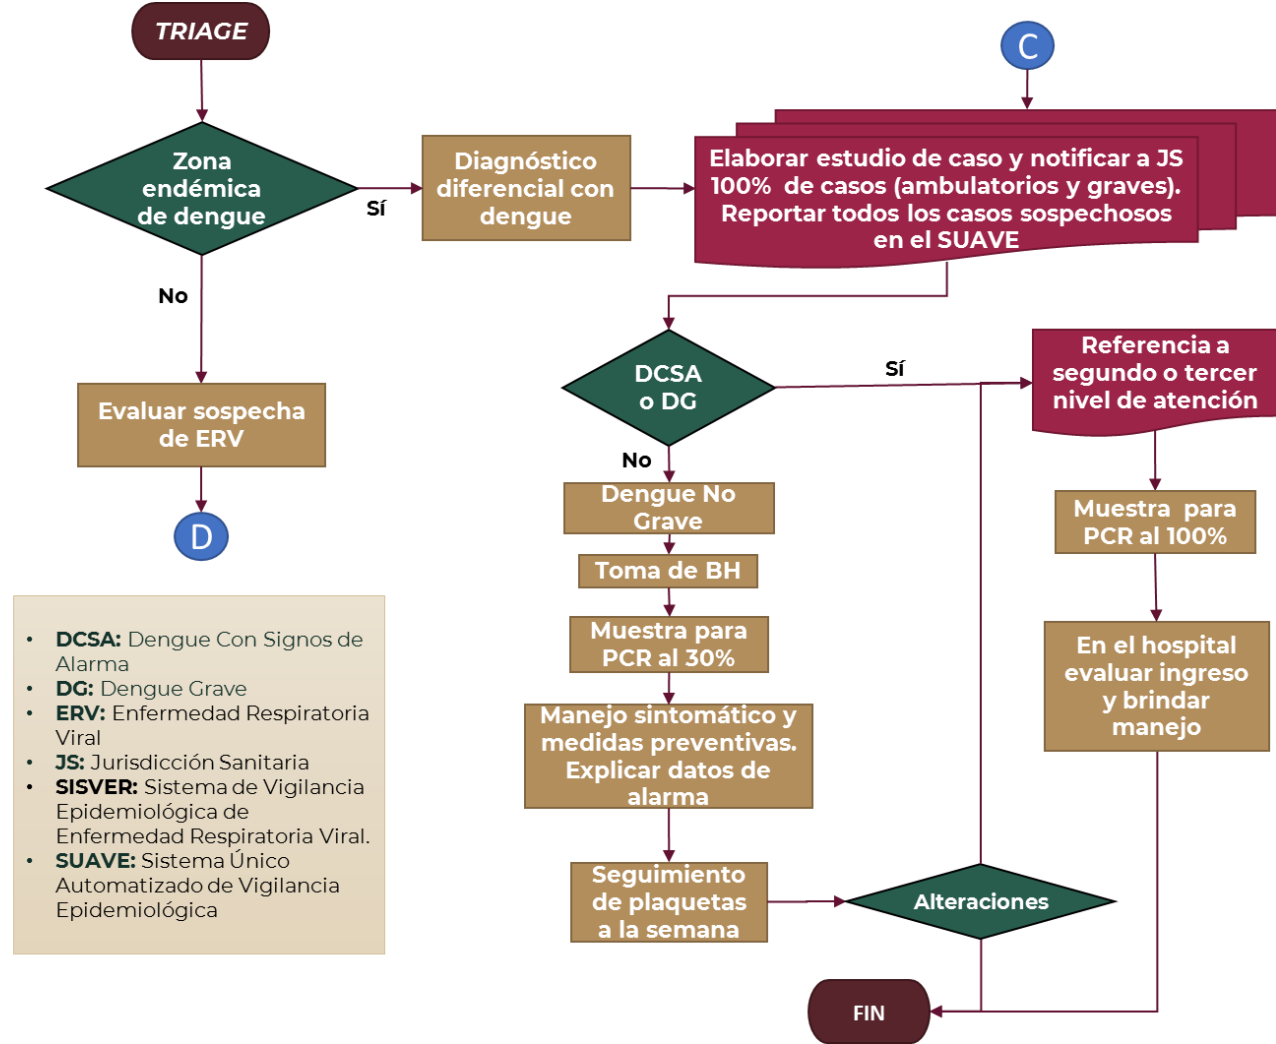 TRIAGE
C
Zona
endémica
de dengue
Sí
Diagnóstico
diferencial con
dengue
Elaborar estudio de caso y notificar a JS
100% de casos (ambulatorios y graves).
Reportar todos los casos sospechosos
en el SUAVE
No
Evaluar sospecha
de ERV
D
DCSA
o DG
Sí
Referencia a
segundo o tercer
nivel de atención
No
Dengue No
Grave
Toma de BH
Muestra para
PCR al 30%
Manejo sintomático y
medidas preventivas.
Explicar datos de
alarma
Seguimiento
de plaquetas
a la semana
Alteraciones
Muestra para
PCR al 100%
En el hospital
evaluar ingreso
y brindar
manejo
FIN
• DCSA: Dengue Con Signos de
Alarma
• DG: Dengue Grave
• ERV: Enfermedad Respiratoria
Viral
• JS: Jurisdicción Sanitaria
• SISVER: Sistema de Vigilancia
Epidemiológica de
Enfermedad Respiratoria Viral.
• SUAVE: Sistema Único
Automatizado de Vigilancia
Epidemiológica